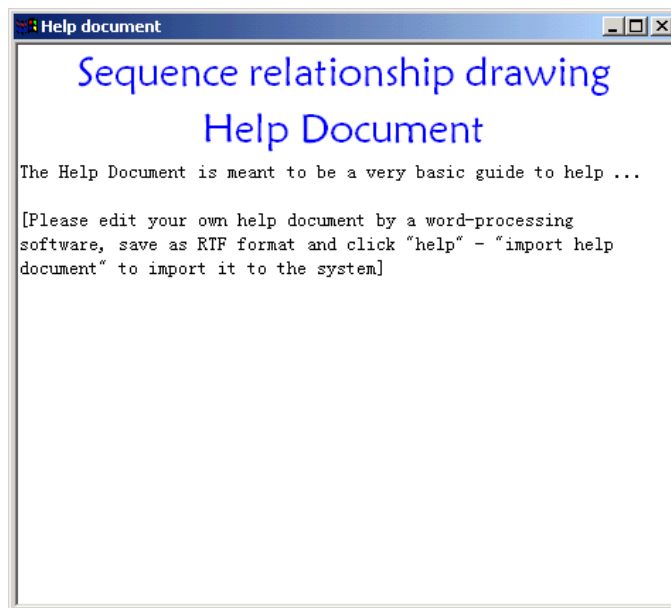 Help document
Sequence relationship drawing
Help Document
The Help Document is meant to be a very basic guide to help ...
[Please edit your own help document by a word-processing
software, save as RTF format and click "help" - "import help
document" to import it to the system]